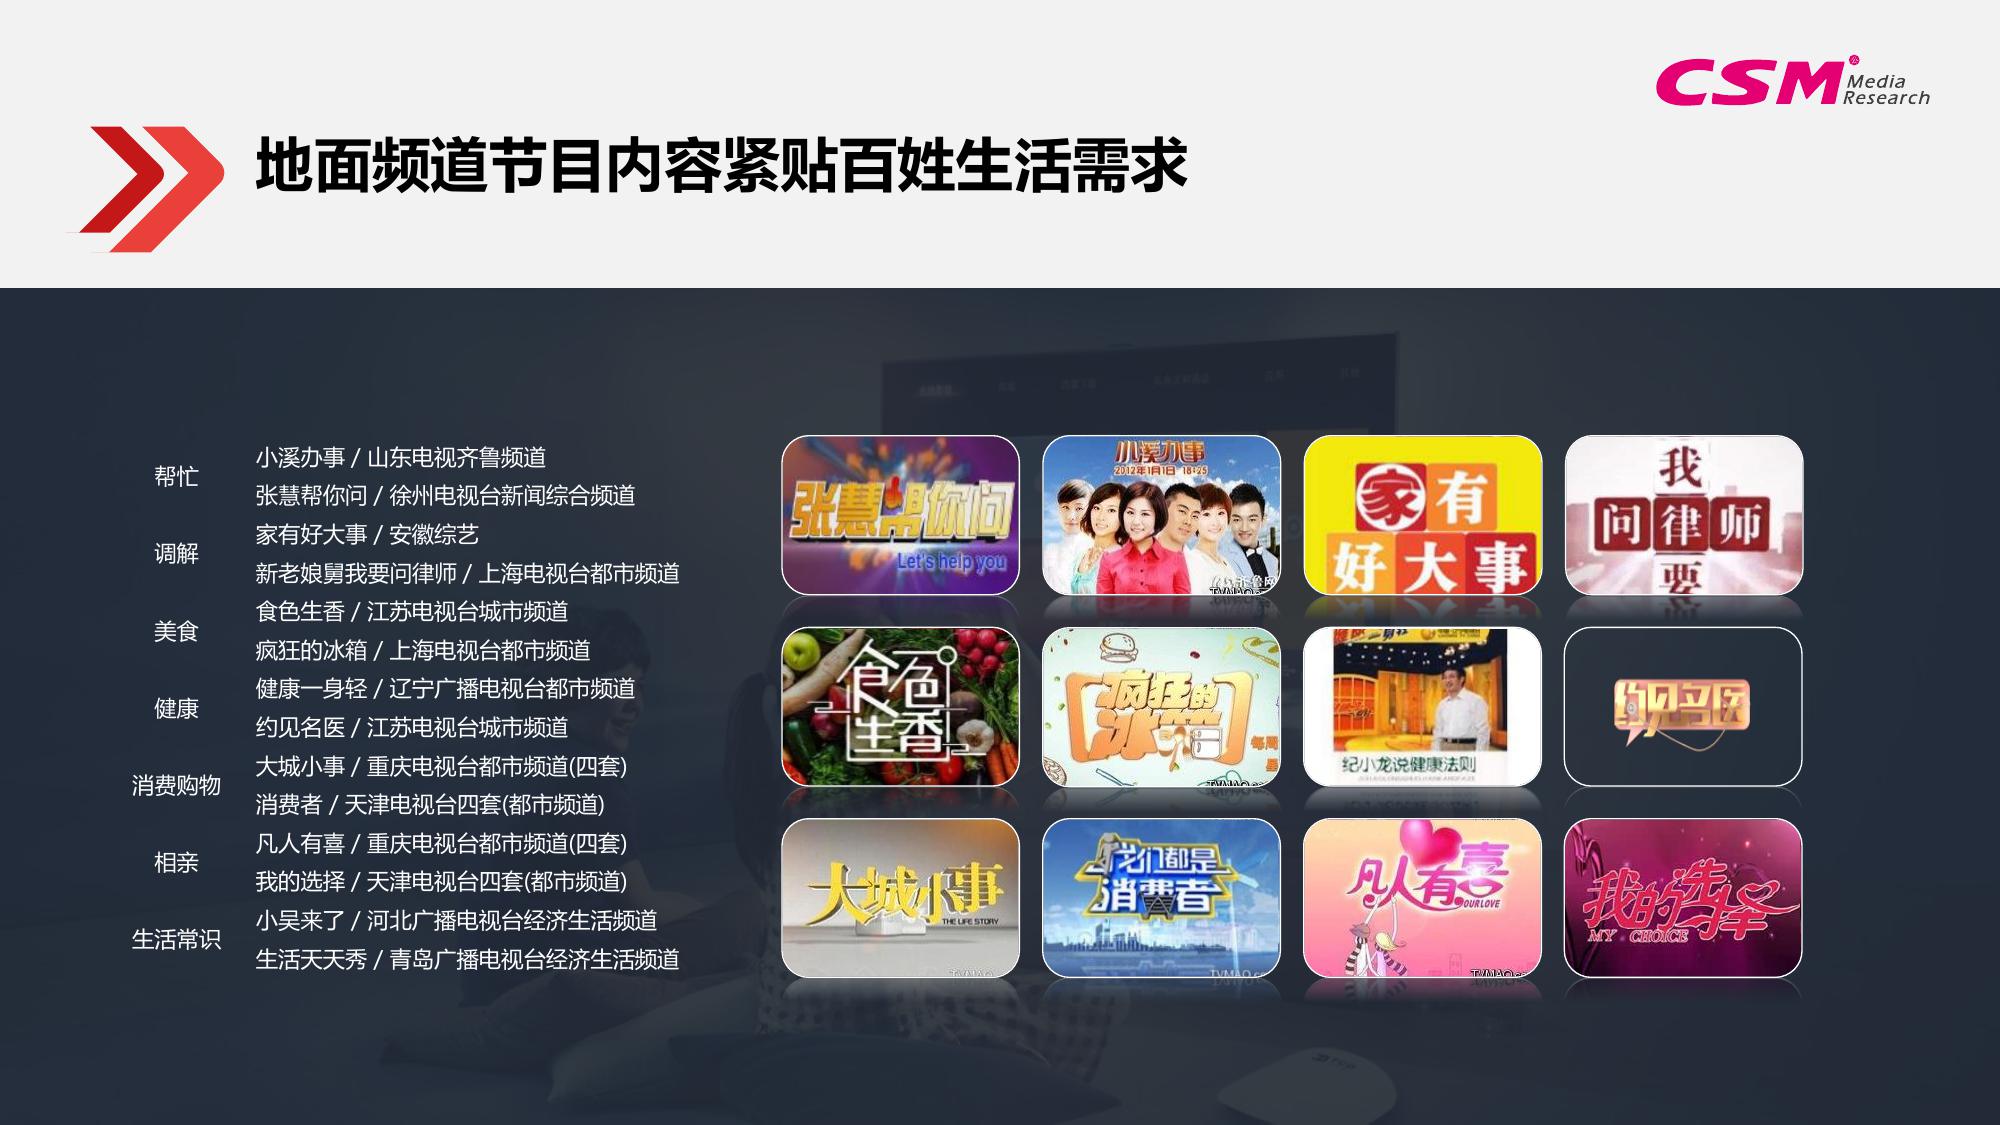 CSM Media Research
地面频道节目内容紧贴百姓生活需求
帮忙
小溪办事 / 山东电视齐鲁频道
张慧帮你问 / 徐州电视台新闻综合频道
调解
家有好大事 / 安徽综艺
新老娘舅我要问律师 / 上海电视台都市频道
美食
食色生香 / 江苏电视台城市频道
疯狂的冰箱 / 上海电视台都市频道
健康
健康一身轻 / 辽宁广播电视台都市频道
约见名医 / 江苏电视台城市频道
消费购物
大城小事 / 重庆电视台都市频道(四套)
消费者 / 天津电视台四套(都市频道)
相亲
凡人有喜 / 重庆电视台都市频道(四套)
我的选择 / 天津电视台四套(都市频道)
生活常识
小吴来了 / 河北广播电视台经济生活频道
生活天天秀 / 青岛广播电视台经济生活频道
张慧帮你问
Let's help you
小溪办事
2012年1月1日 18:25
家有
好大事
我
问律师
要
食色
生香
疯狂的
冰箱
每周
纪小龙说健康法则
约见名医
大城小事
THE LIFE STORY
我们都是
消费者
凡人有喜
OUR LOVE
我的选择
MY CHOICE